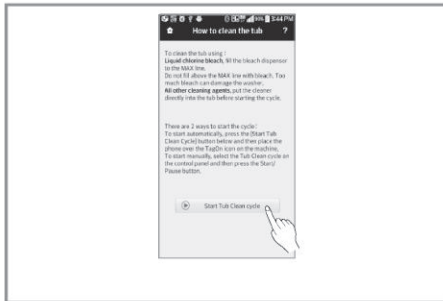 3:44 PM
How to clean the tub ?
To clean the tub using :
Liquid chlorine bleach, fill the bleach dispenser
to the MAX line.
Do not fill above the MAX line with bleach. Too
much bleach can damage the washer.
All other cleaning agents, put the cleaner
directly into the tub before starting the cycle.
There are 2 ways to start the cycle :
To start automatically, press the [Start Tub
Clean Cycle] button below and then place the
phone over the TagOn icon on the machine.
To start manually, select the Tub Clean cycle on
the control panel and then press the Start/
Pause button.
Start Tub Clean cycle